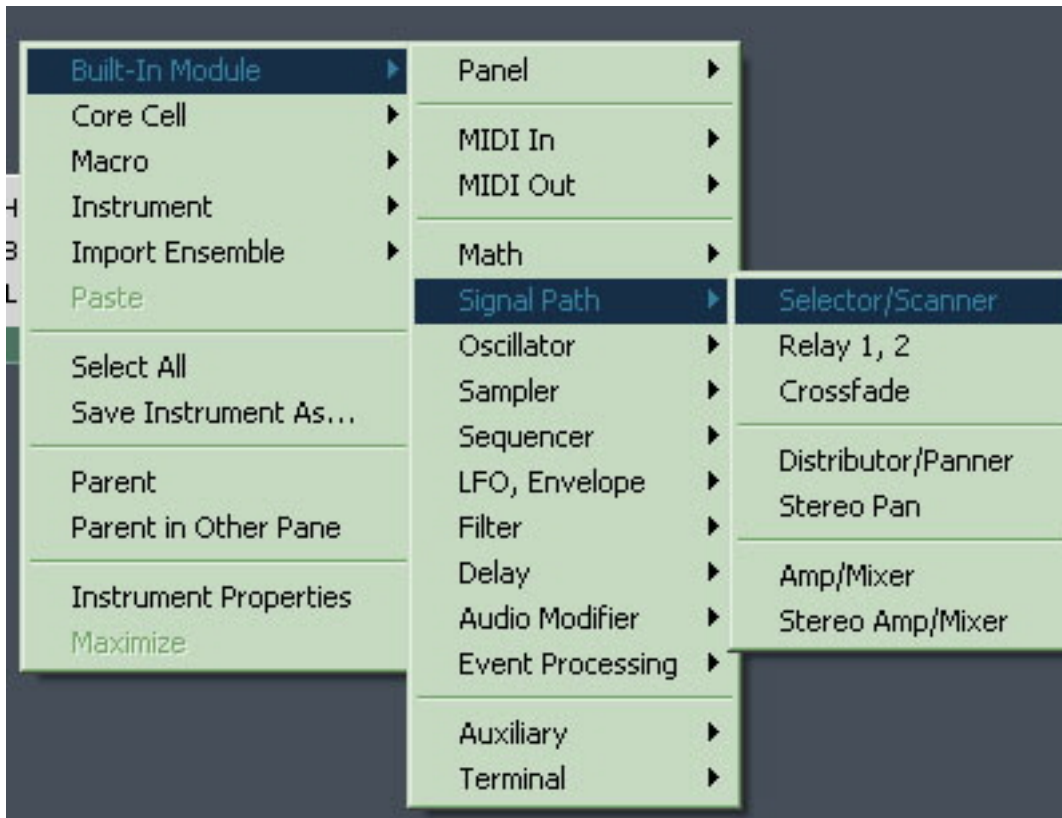 Built-In Module
Core Cell
Macro
Instrument
Import Ensemble
Paste
Select All
Save Instrument As...
Parent
Parent in Other Pane
Instrument Properties
Maximize
Panel
MIDI In
MIDI Out
Math
Signal Path
Oscillator
Sampler
Sequencer
LFO, Envelope
Filter
Delay
Audio Modifier
Event Processing
Auxiliary
Terminal
Selector/Scanner
Relay 1, 2
Crossfade
Distributor/Panner
Stereo Pan
Amp/Mixer
Stereo Amp/Mixer